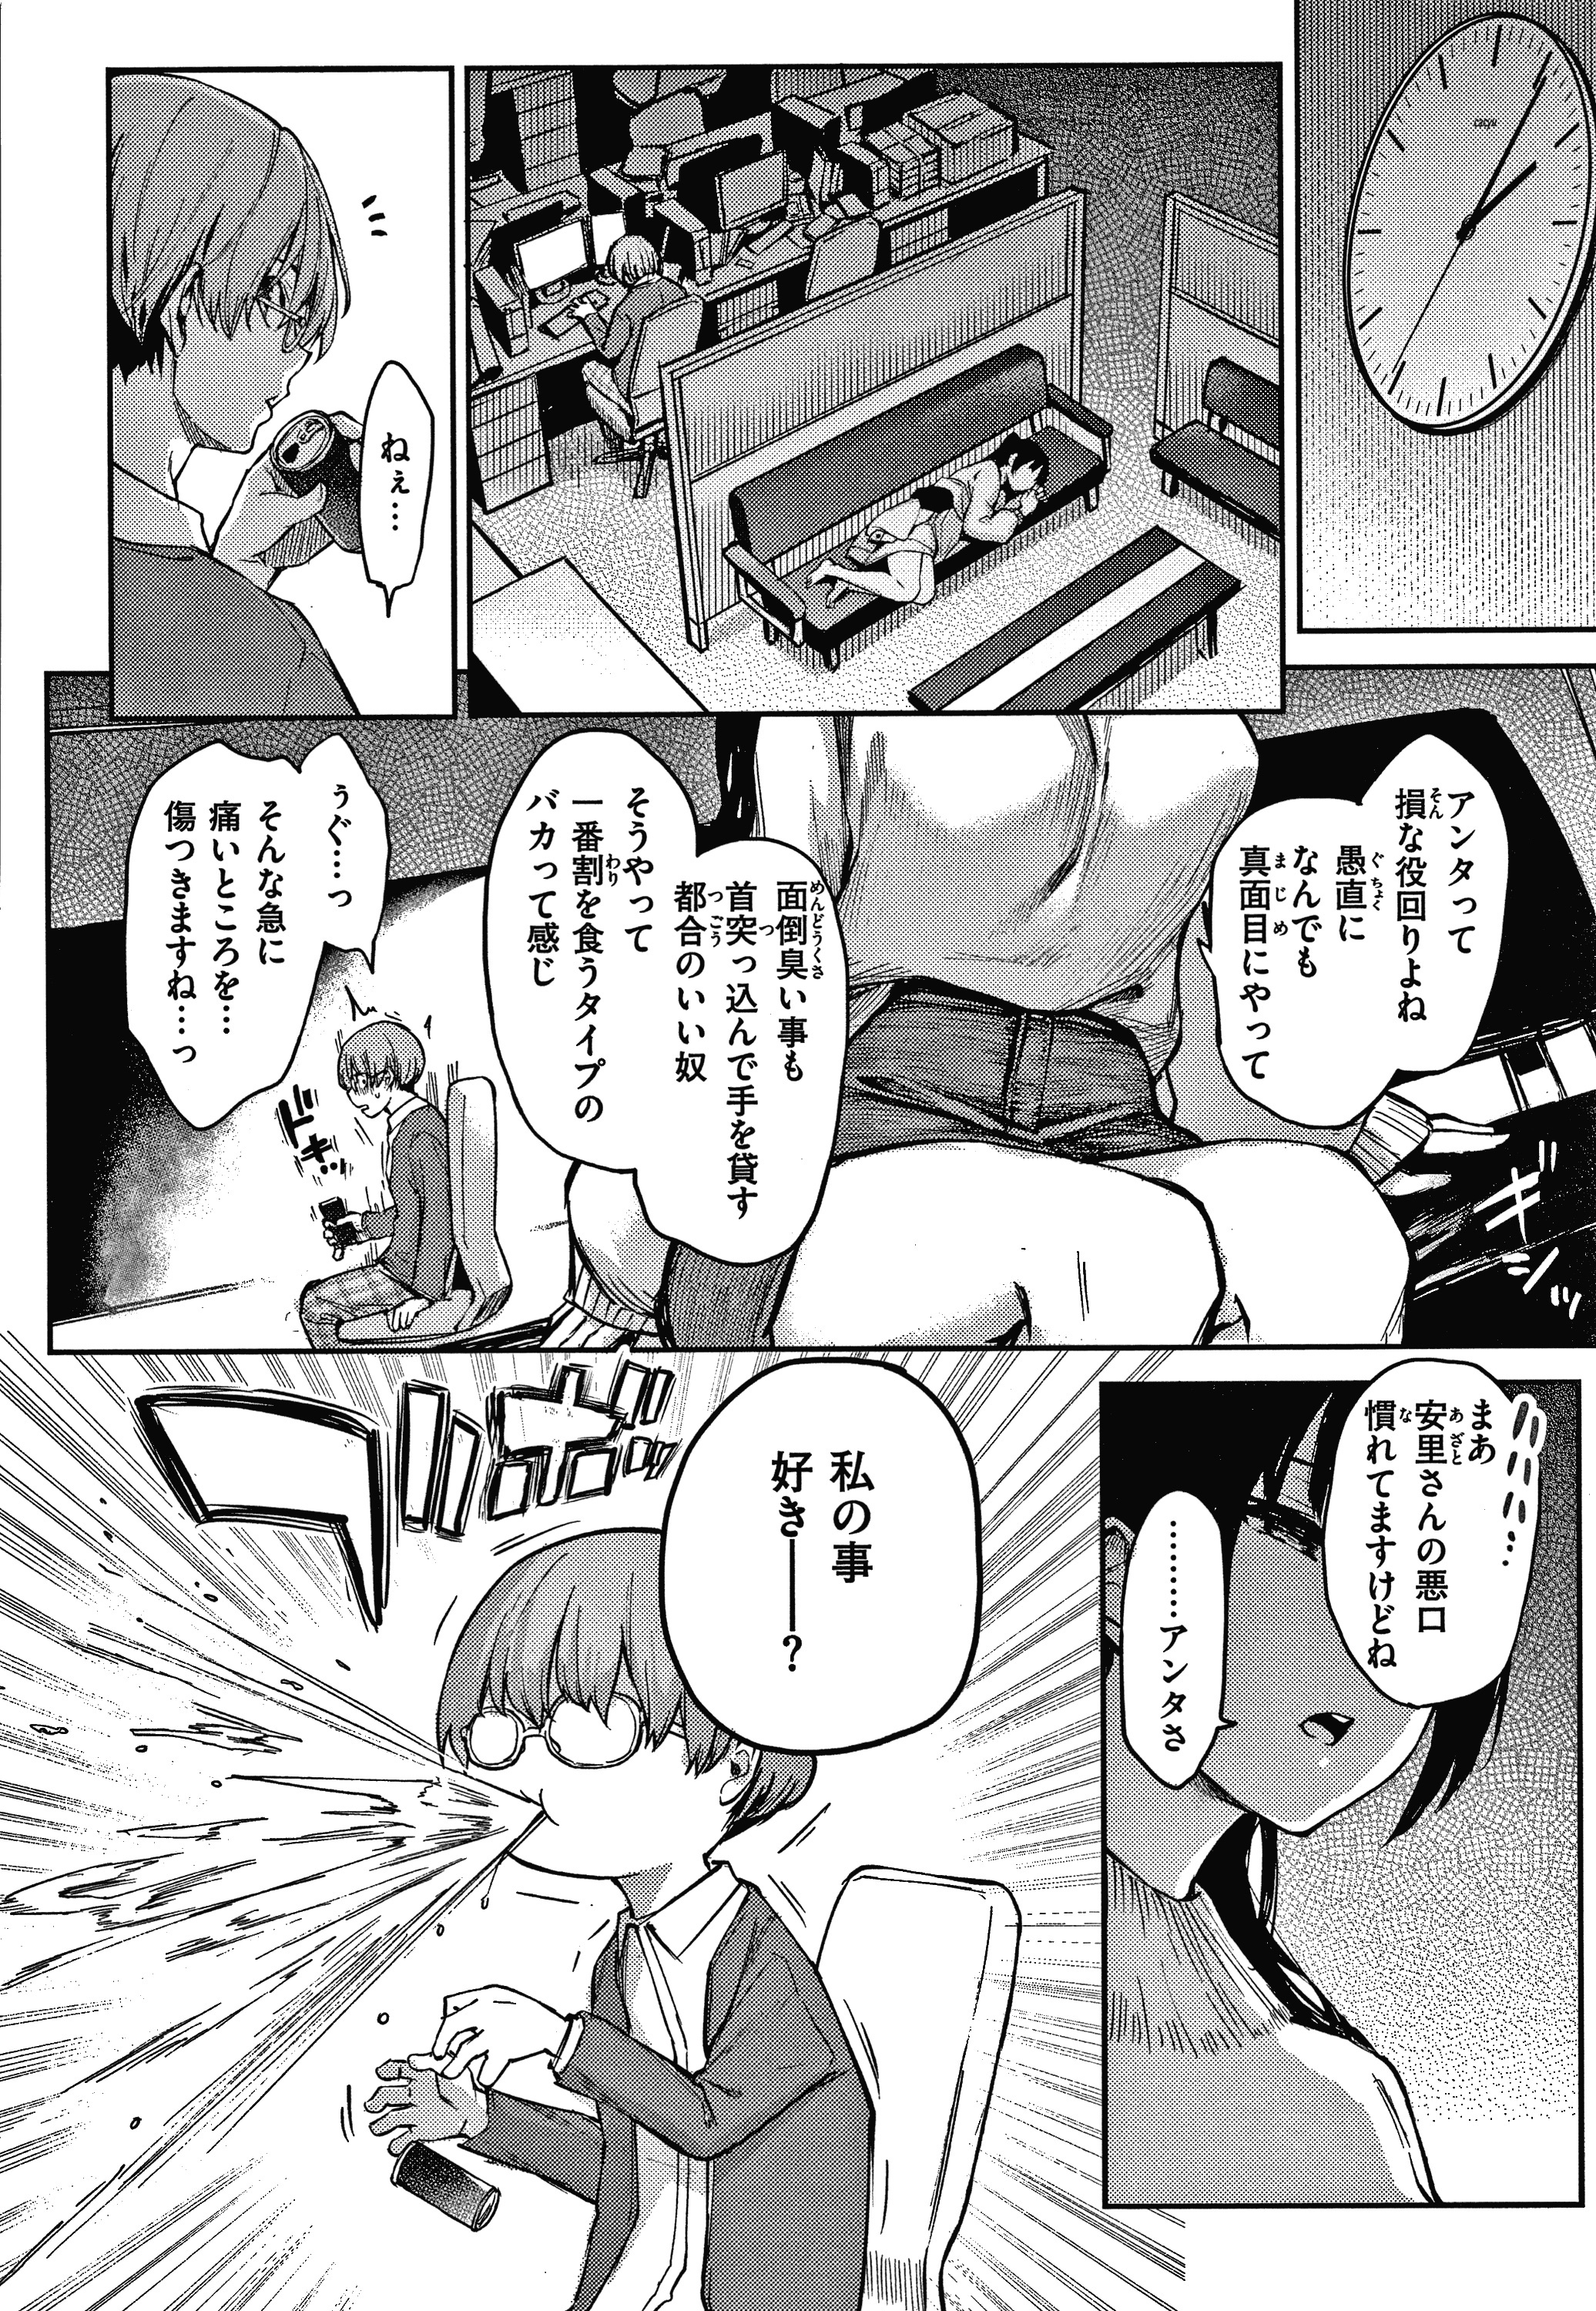 cacyu
ねぇ…
アンタって
損な役回りよね
愚直に
なんでも
真面目にやって
面倒臭い事も
首突っ込んで手を貸す
都合のいい奴
そうやって
一番割を食うタイプの
バカって感じ
うぐ…っ
そんな急に
痛いところを…
傷つきますね…っ
ドキッ…
ギシッ
ハハ…
まあ
安里さんの悪口
慣れてますけどね
………アンタさ
私の事
好き――?